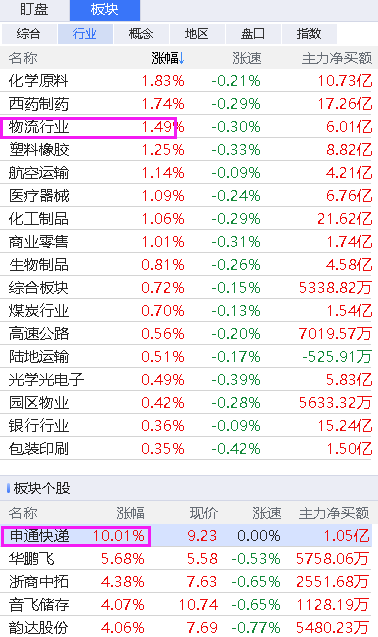 盯盘 板块
综合 行业 概念 地区 盘口 指数
名称 涨幅↓ 涨速 主力净买额
化学原料 1.83% -0.21% 10.73亿
西药制药 1.74% -0.29% 17.26亿
物流行业 1.49% -0.30% 6.01亿
塑料橡胶 1.25% -0.33% 8.82亿
航空运输 1.14% -0.09% 4.21亿
医疗器械 1.09% -0.24% 6.76亿
化工制品 1.06% -0.29% 21.62亿
商业零售 1.01% -0.31% 1.74亿
生物制品 0.81% -0.26% 4.58亿
综合板块 0.72% -0.15% 5338.82万
煤炭行业 0.70% -0.13% 1.54亿
高速公路 0.56% -0.20% 7019.57万
陆地运输 0.51% -0.17% -525.91万
光学光电子 0.49% -0.39% 5.83亿
园区物业 0.42% -0.28% 5633.32万
银行行业 0.36% -0.09% 15.24亿
包装印刷 0.35% -0.42% 1.50亿
板块个股
名称 涨幅 现价 涨速 主力净买额
申通快递 10.01% 9.23 0.00% 1.05亿
华鹏飞 5.68% 5.58 -0.53% 5758.06万
浙商中拓 4.38% 7.63 -0.65% 2551.68万
音飞储存 4.07% 10.74 -0.65% 1128.19万
韵达股份 4.06% 7.69 -0.77% 5480.23万